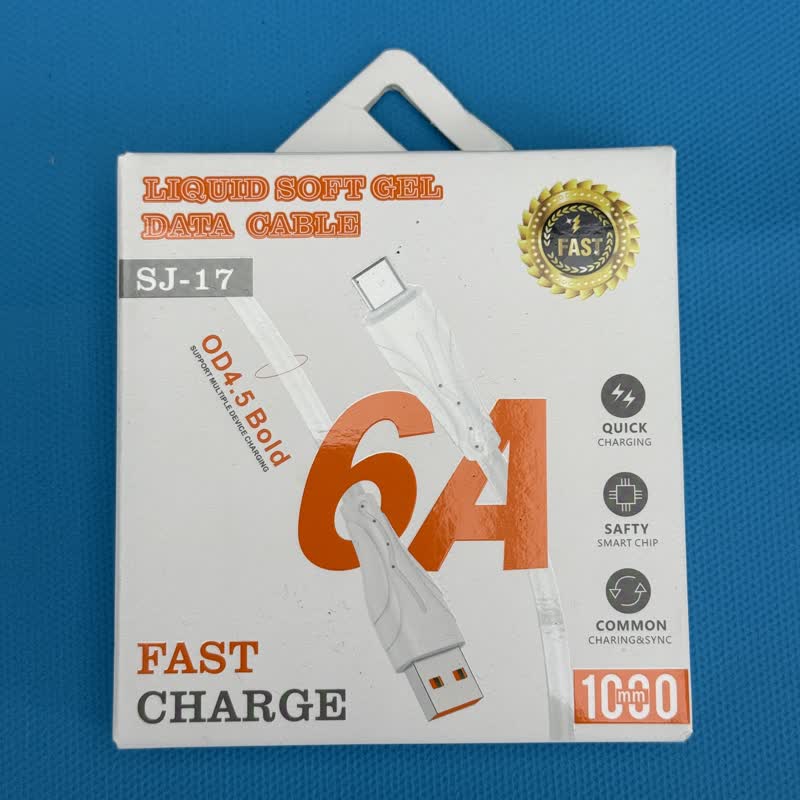 LIQUID SOFT GEL
DATA CABLE
FAST
SJ-17
OD4.5 Bold
SUPPORT MULTIPLE DEVICE CHARGING
6A
QUICK
CHARGING
SAFTY
SMART CHIP
COMMON
CHARING&SYNC
FAST
CHARGE
1000
mm